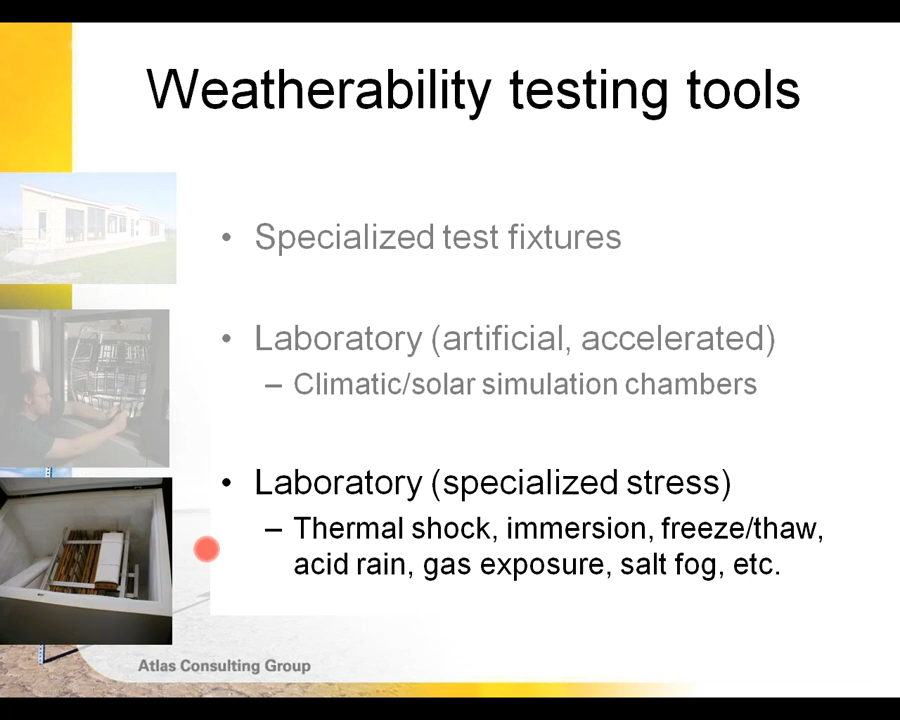 Weatherability testing tools
• Specialized test fixtures
• Laboratory (artificial, accelerated)
– Climatic/solar simulation chambers
• Laboratory (specialized stress)
– Thermal shock, immersion, freeze/thaw,
acid rain, gas exposure, salt fog, etc.
Atlas Consulting Group